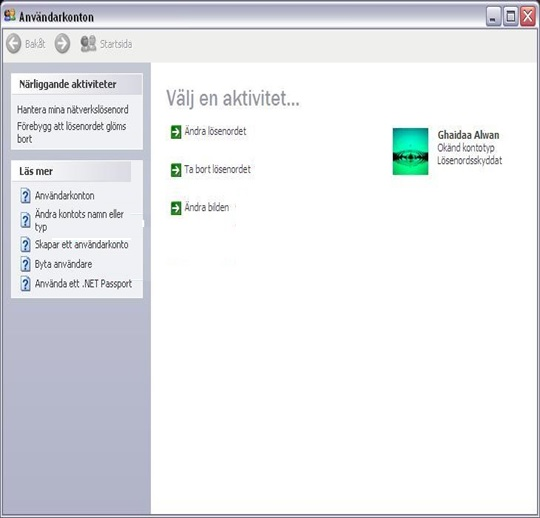 Användarkonton
Bakåt
Startsida
Närliggande aktiviteter
Hantera mina nätverkslösenord
Förebygg att lösenordet glöms
bort
Läs mer
Användarkonton
Ändra kontots namn eller
typ
Skapar ett användarkonto
Byta användare
Använda ett .NET Passport
Välj en aktivitet...
Ändra lösenordet
Ta bort lösenordet
Ändra bilden
Ghaidaa Alwan
Okänd kontotyp
Lösenordsskyddat